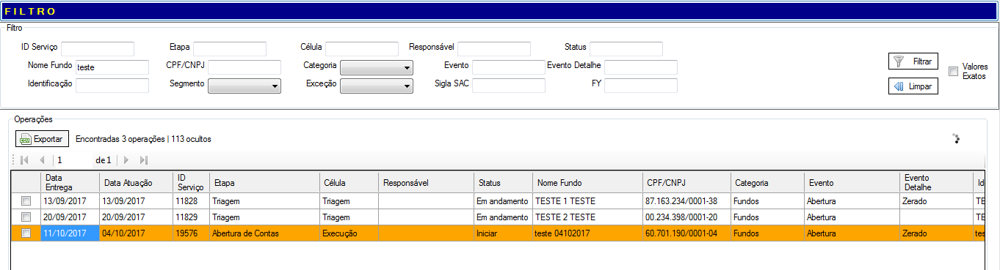 FILTRO
Filtro
ID Serviço Etapa Célula Responsável Status
Nome Fundo teste CPF/CNPJ Categoria Evento Evento Detalhe Filtrar Valores Exatos
Identificação Segmento Exceção Sigla SAC FY Limpar
Operações
Exportar Encontradas 3 operações | 113 ocultos
1 de 1
Data Entrega Data Atuação ID Serviço Etapa Célula Responsável Status Nome Fundo CPF/CNPJ Categoria Evento Evento Detalhe Id
13/09/2017 13/09/2017 11828 Triagem Triagem Em andamento TESTE 1 TESTE 87.163.234/0001-38 Fundos Abertura Zerado TE
20/09/2017 20/09/2017 11829 Triagem Triagem Em andamento TESTE 2 TESTE 00.234.398/0001-20 Fundos Abertura TE
11/10/2017 04/10/2017 19576 Abertura de Contas Execução Iniciar teste 04102017 60.701.190/0001-04 Fundos Abertura Zerado tes